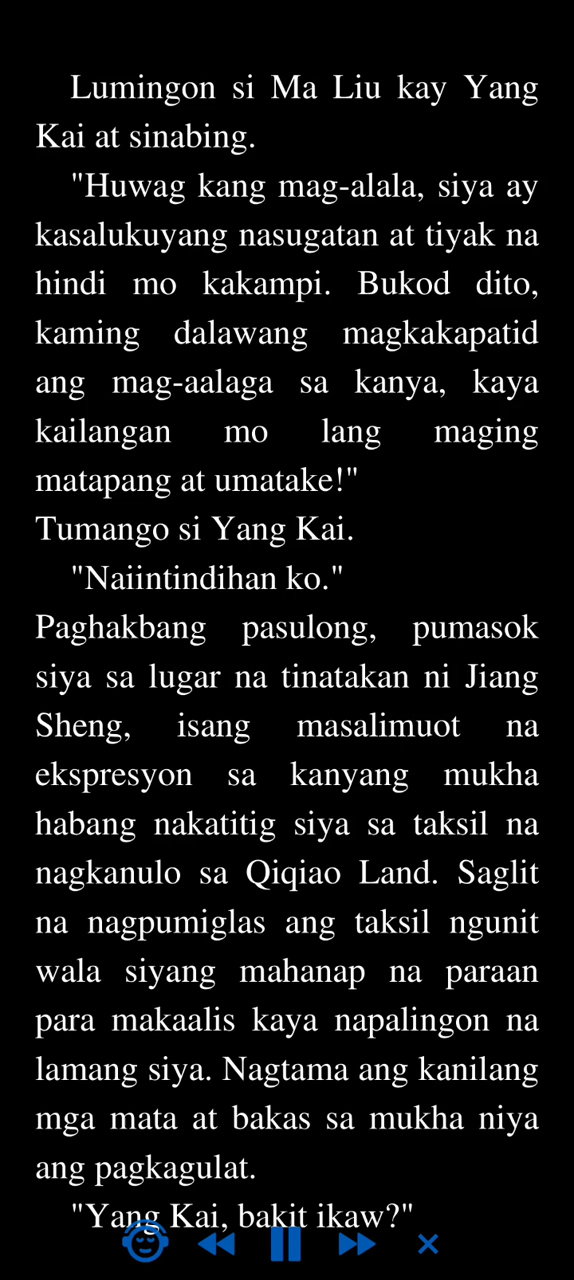 Lumingon si Ma Liu kay Yang
Kai at sinabing.
"Huwag kang mag-alala, siya ay
kasalukuyang nasugatan at tiyak na
hindi mo kakampi. Bukod dito,
kaming dalawang magkakapatid
ang mag-aalaga sa kanya, kaya
kailangan mo lang maging
matapang at umatake!"
Tumango si Yang Kai.
"Naiintindihan ko."
Paghakbang pasulong, pumasok
siya sa lugar na tinatakan ni Jiang
Sheng, isang masalimuot na
ekspresyon sa kanyang mukha
habang nakatitig siya sa taksil na
nagkanulo sa Qiqiao Land. Saglit
na nagpumiglas ang taksil ngunit
wala siyang mahanap na paraan
para makaalis kaya napalingon na
lamang siya. Nagtama ang kanilang
mga mata at bakas sa mukha niya
ang pagkagulat.
"Yang Kai, bakit ikaw?"